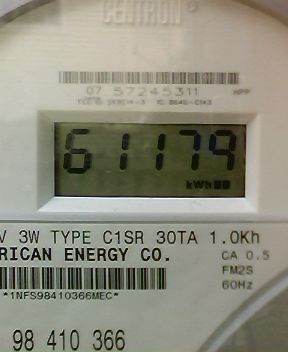 CENTRON®
07 57245311 HPP
61179
kWh
V 3W TYPE C1SR 30TA 1.0Kh
RICAN ENERGY CO. CA 0.5
FM2S
*1NFS98410366MEC* 60Hz
98 410 366